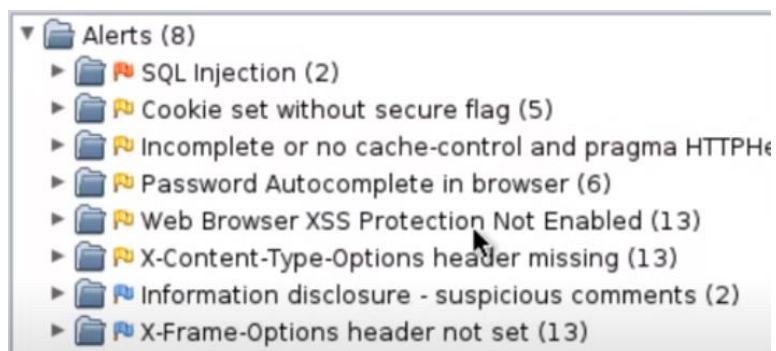 Alerts (8)
SQL Injection (2)
Cookie set without secure flag (5)
Incomplete or no cache-control and pragma HTTPHe
Password Autocomplete in browser (6)
Web Browser XSS Protection Not Enabled (13)
X-Content-Type-Options header missing (13)
Information disclosure - suspicious comments (2)
X-Frame-Options header not set (13)